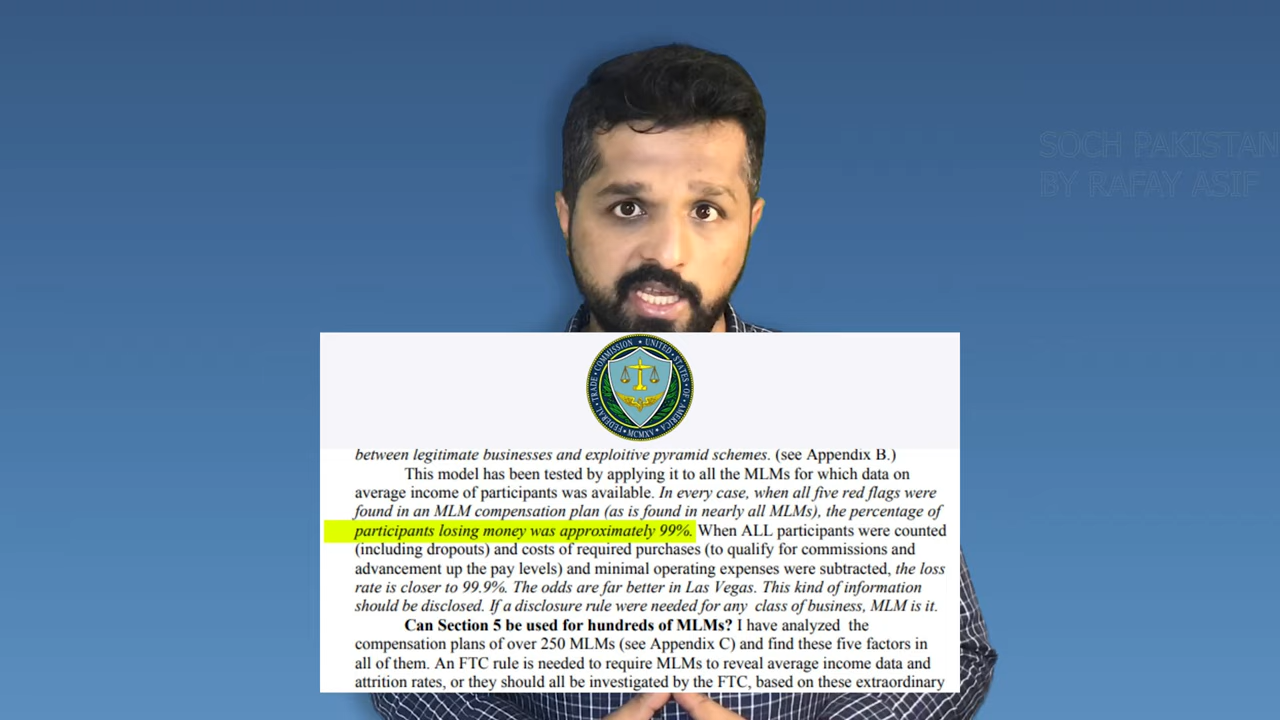 SOCH PAKISTAN
BY RAFAY ASIF
FEDERAL TRADE COMMISSION • UNITED STATES OF AMERICA
MCMXV
between legitimate businesses and exploitive pyramid schemes. (see Appendix B.)
This model has been tested by applying it to all the MLMs for which data on
average income of participants was available. In every case, when all five red flags were
found in an MLM compensation plan (as is found in nearly all MLMs), the percentage of
participants losing money was approximately 99%. When ALL participants were counted
(including dropouts) and costs of required purchases (to qualify for commissions and
advancement up the pay levels) and minimal operating expenses were subtracted, the loss
rate is closer to 99.9%. The odds are far better in Las Vegas. This kind of information
should be disclosed. If a disclosure rule were needed for any class of business, MLM is it.
Can Section 5 be used for hundreds of MLMs? I have analyzed the
compensation plans of over 250 MLMs (see Appendix C) and find these five factors in
all of them. An FTC rule is needed to require MLMs to reveal average income data and
attrition rates, or they should all be investigated by the FTC, based on these extraordinary